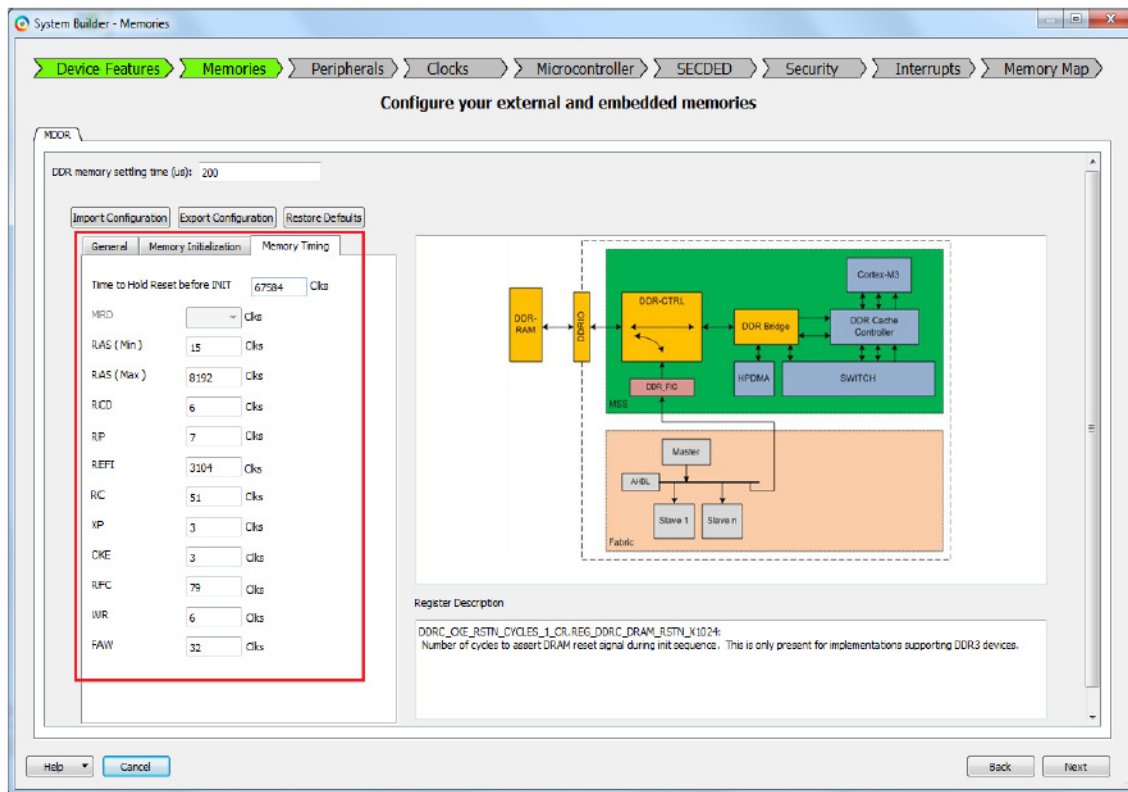 System Builder - Memories
Device Features Memories Peripherals Clocks Microcontroller SECDED Security Interrupts Memory Map
Configure your external and embedded memories
MDDR
DDR memory settling time (us): 200
Import Configuration Export Configuration Restore Defaults
General Memory Initialization Memory Timing
Time to Hold Reset before INIT 67584 Clks
MRD Clks
RAS ( Min ) 15 Clks
RAS ( Max ) 8192 Clks
RCD 6 Clks
RP 7 Clks
REFI 3104 Clks
RC 51 Clks
XP 3 Clks
CKE 3 Clks
RFC 79 Clks
WR 6 Clks
FAW 32 Clks
Cortex-M3
DDR-RAM
DDRIO
DDR-CTRL
DDR Bridge
DDR Cache Controller
DDR_FIC
HPDMA
SWITCH
MSS
Master
AHBL
Slave 1 Slave n
Fabric
Register Description
DDRC_CKE_RSTN_CYCLES_1_CR.REG_DDRC_DRAM_RSTN_X1024:
Number of cycles to assert DRAM reset signal during init sequence. This is only present for implementations supporting DDR3 devices.
Help Cancel Back Next